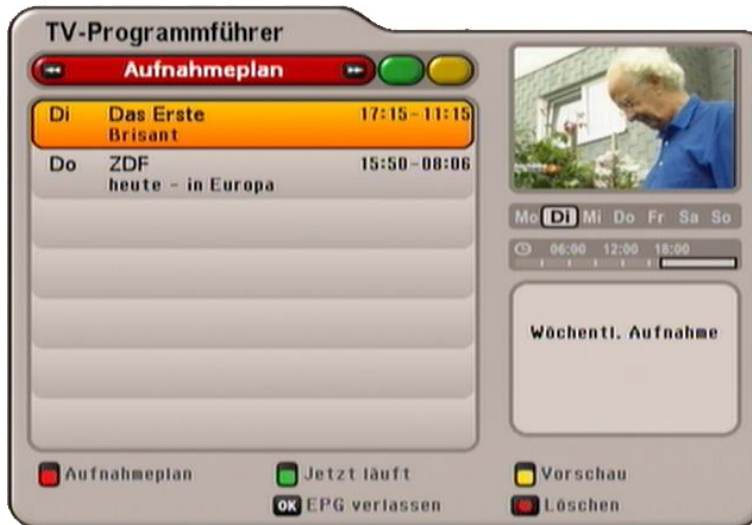 TV-Programmführer
Aufnahmeplan
Di Das Erste 17:15-11:15
Brisant
Do ZDF 15:50-08:06
heute - in Europa
Mo Di Mi Do Fr Sa So
06:00 12:00 18:00
Wöchentl. Aufnahme
Aufnahmeplan Jetzt läuft Vorschau
OK EPG verlassen Löschen